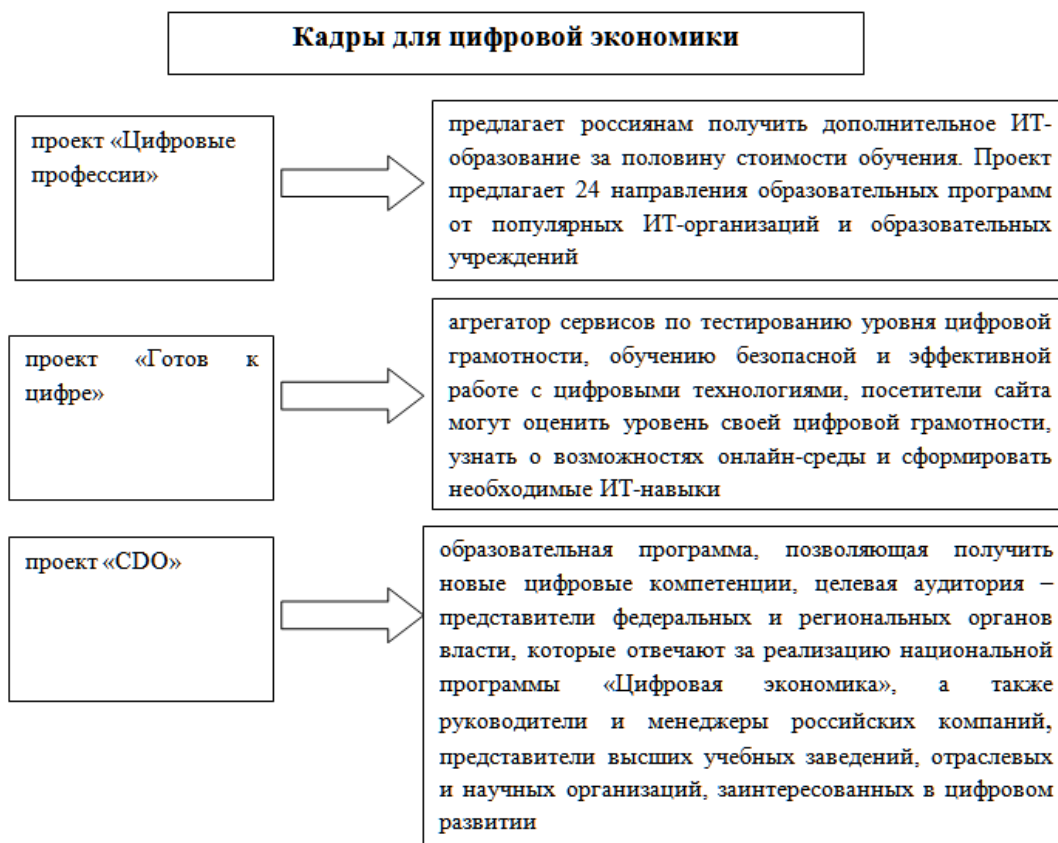 Кадры для цифровой экономики
проект «Цифровые
профессии»
предлагает россиянам получить дополнительное ИТ-
образование за половину стоимости обучения. Проект
предлагает 24 направления образовательных программ
от популярных ИТ-организаций и образовательных
учреждений
проект «Готов к
цифре»
агрегатор сервисов по тестированию уровня цифровой
грамотности, обучению безопасной и эффективной
работе с цифровыми технологиями, посетители сайта
могут оценить уровень своей цифровой грамотности,
узнать о возможностях онлайн-среды и сформировать
необходимые ИТ-навыки
проект «CDO»
образовательная программа, позволяющая получить
новые цифровые компетенции, целевая аудитория –
представители федеральных и региональных органов
власти, которые отвечают за реализацию национальной
программы «Цифровая экономика», а также
руководители и менеджеры российских компаний,
представители высших учебных заведений, отраслевых
и научных организаций, заинтересованных в цифровом
развитии